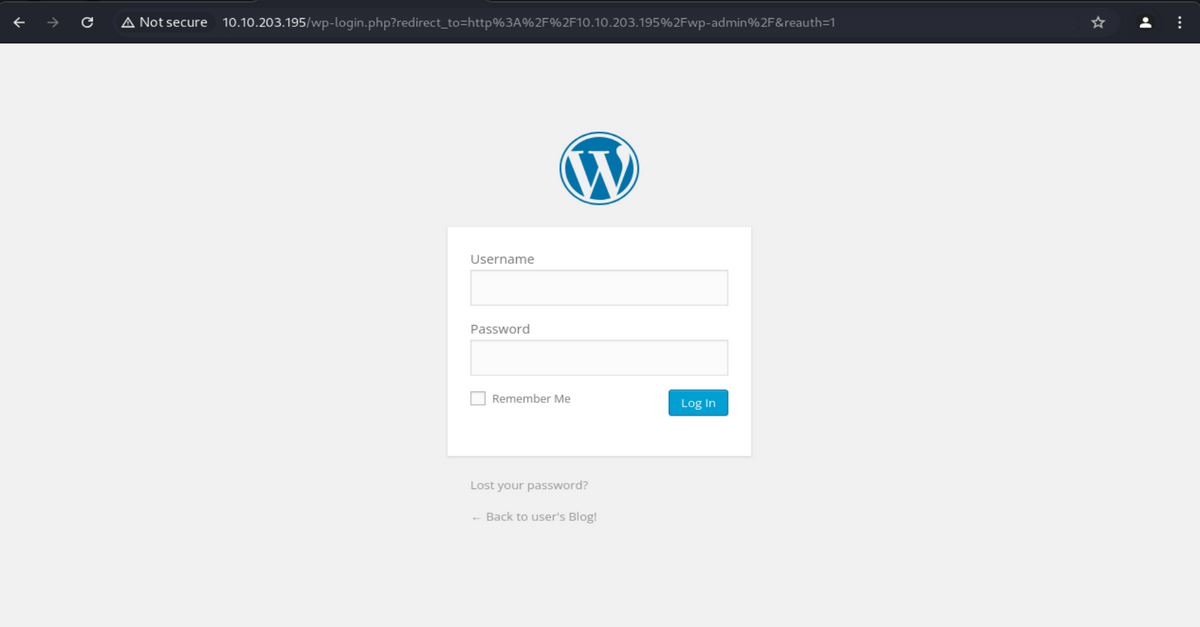 Not secure 10.10.203.195/wp-login.php?redirect_to=http%3A%2F%2F10.10.203.195%2Fwp-admin%2F&reauth=1
Username
Password
Remember Me
Log In
Lost your password?
← Back to user's Blog!